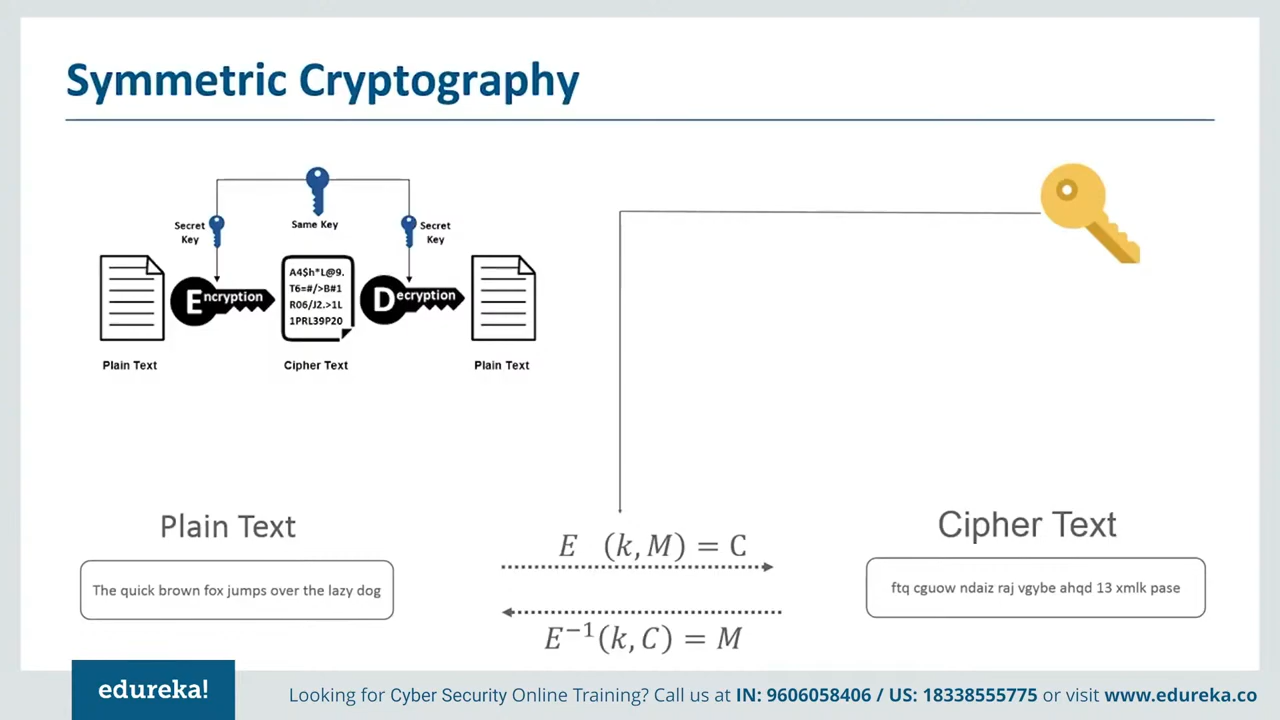 Symmetric Cryptography
Secret
Key
Same Key
Secret
Key
Encryption
A4$h*L@9.
T6=#/>B#1
R06/J2.>1L
1PRL39P20
Decryption
Plain Text
Cipher Text
Plain Text
Plain Text
The quick brown fox jumps over the lazy dog
E (k, M) = C
E⁻¹(k, C) = M
Cipher Text
ftq cguow ndaiz raj vgybe ahqd 13 xmlk pase
edureka!
Looking for Cyber Security Online Training? Call us at IN: 9606058406 / US: 18338555775 or visit www.edureka.co